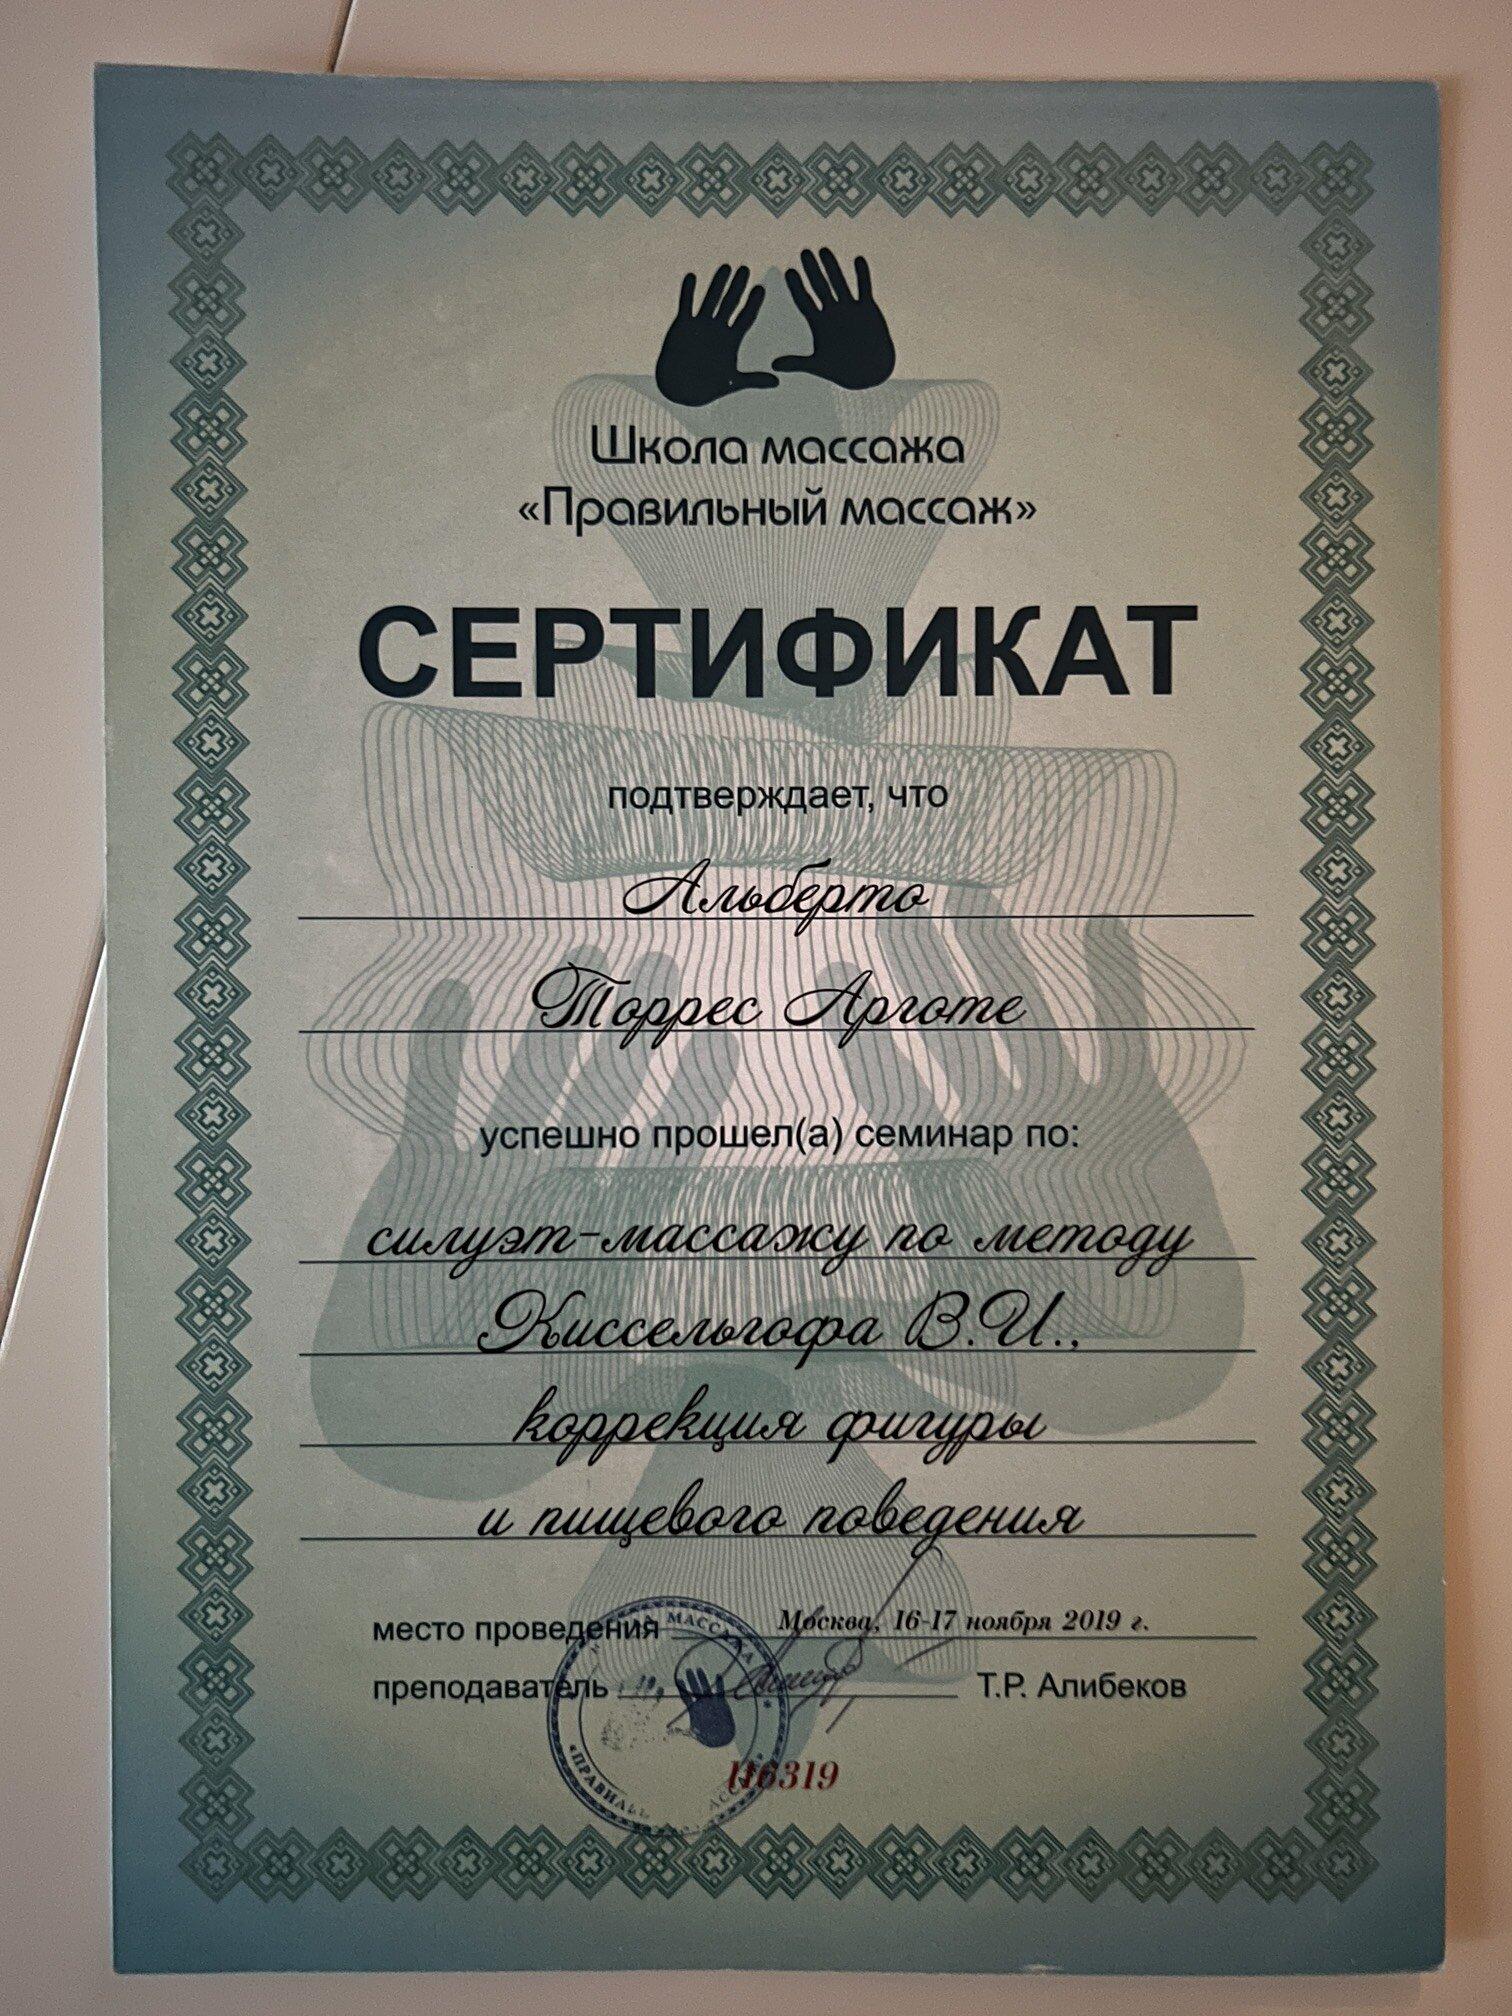 Школа массажа
«Правильный массаж»
СЕРТИФИКАТ
подтверждает, что
Альберто
Торрес Арготе
успешно прошел(а) семинар по:
силуэт-массажу по методу
Киссельгофа В.И.,
коррекция фигуры
и пищевого поведения
место проведения Москва, 16-17 ноября 2019 г.
преподаватель Т.Р. Алибеков
МАССАЖА
116319